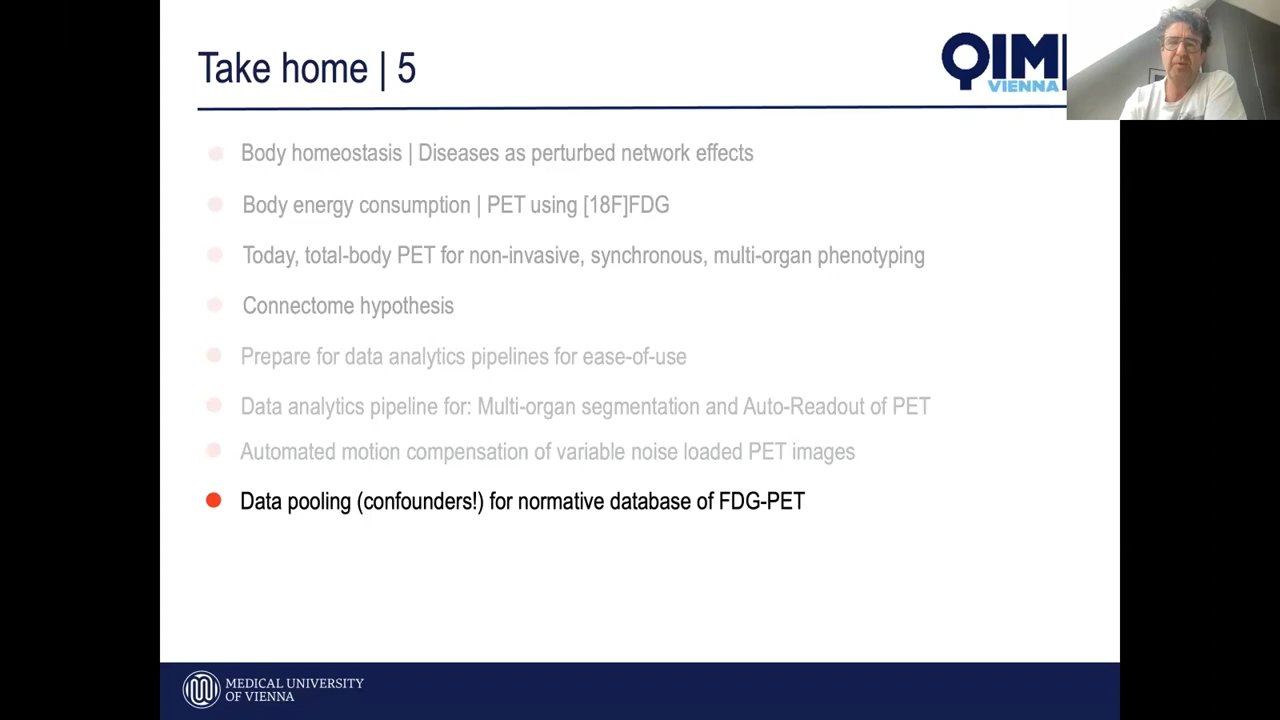 Take home | 5
QIM
VIENNA
Body homeostasis | Diseases as perturbed network effects
Body energy consumption | PET using [18F]FDG
Today, total-body PET for non-invasive, synchronous, multi-organ phenotyping
Connectome hypothesis
Prepare for data analytics pipelines for ease-of-use
Data analytics pipeline for: Multi-organ segmentation and Auto-Readout of PET
Automated motion compensation of variable noise loaded PET images
Data pooling (confounders!) for normative database of FDG-PET
MEDICAL UNIVERSITY
OF VIENNA